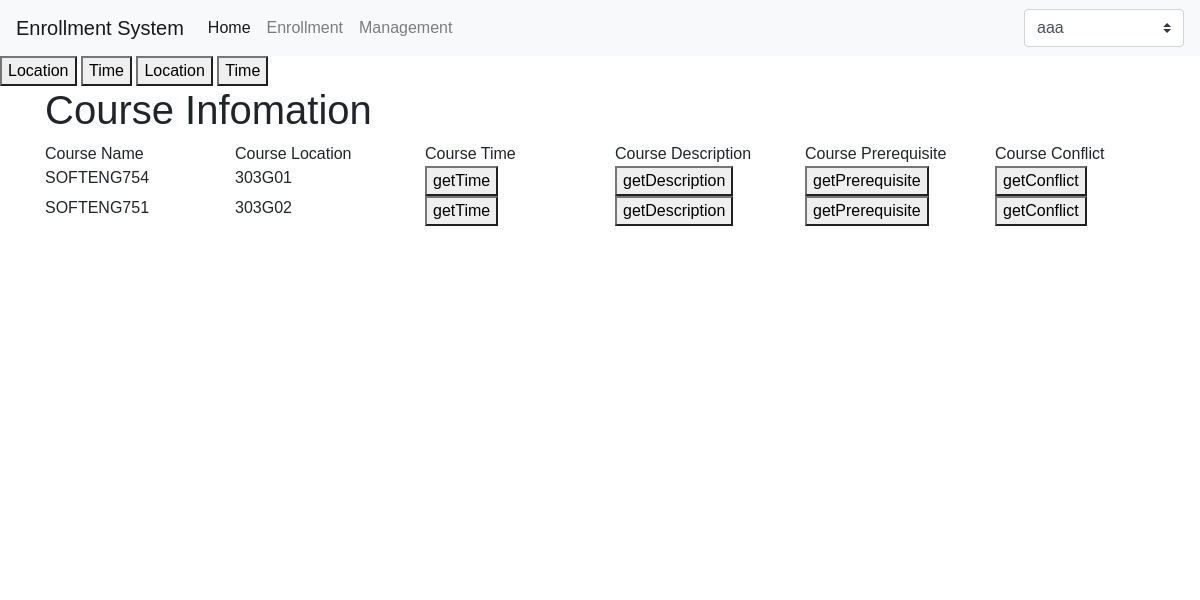 Enrollment System Home Enrollment Management aaa
Location Time Location Time
Course Infomation
Course Name Course Location Course Time Course Description Course Prerequisite Course Conflict
SOFTENG754 303G01 getTime getDescription getPrerequisite getConflict
SOFTENG751 303G02 getTime getDescription getPrerequisite getConflict